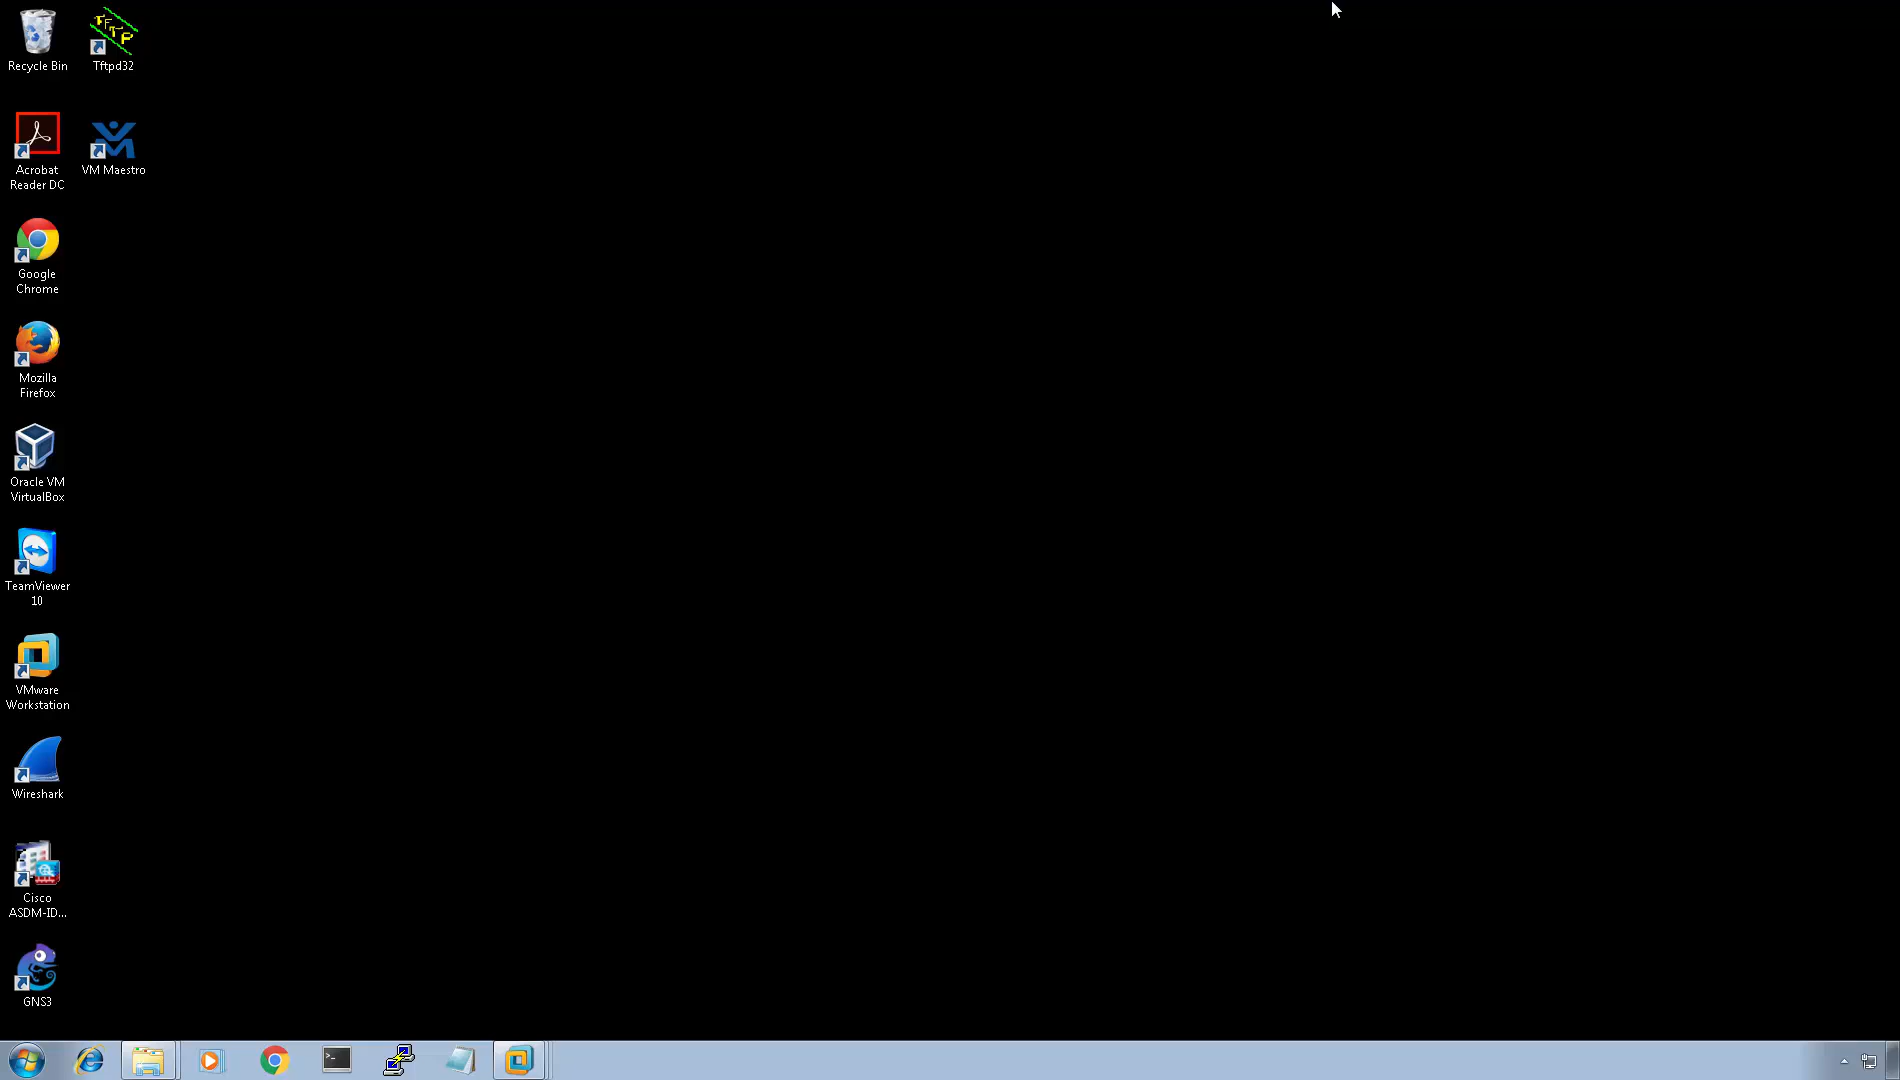 Recycle Bin
Tftpd32
Acrobat
Reader DC
VM Maestro
Google
Chrome
Mozilla
Firefox
Oracle VM
VirtualBox
TeamViewer
10
VMware
Workstation
Wireshark
Cisco
ASDM-ID...
GNS3